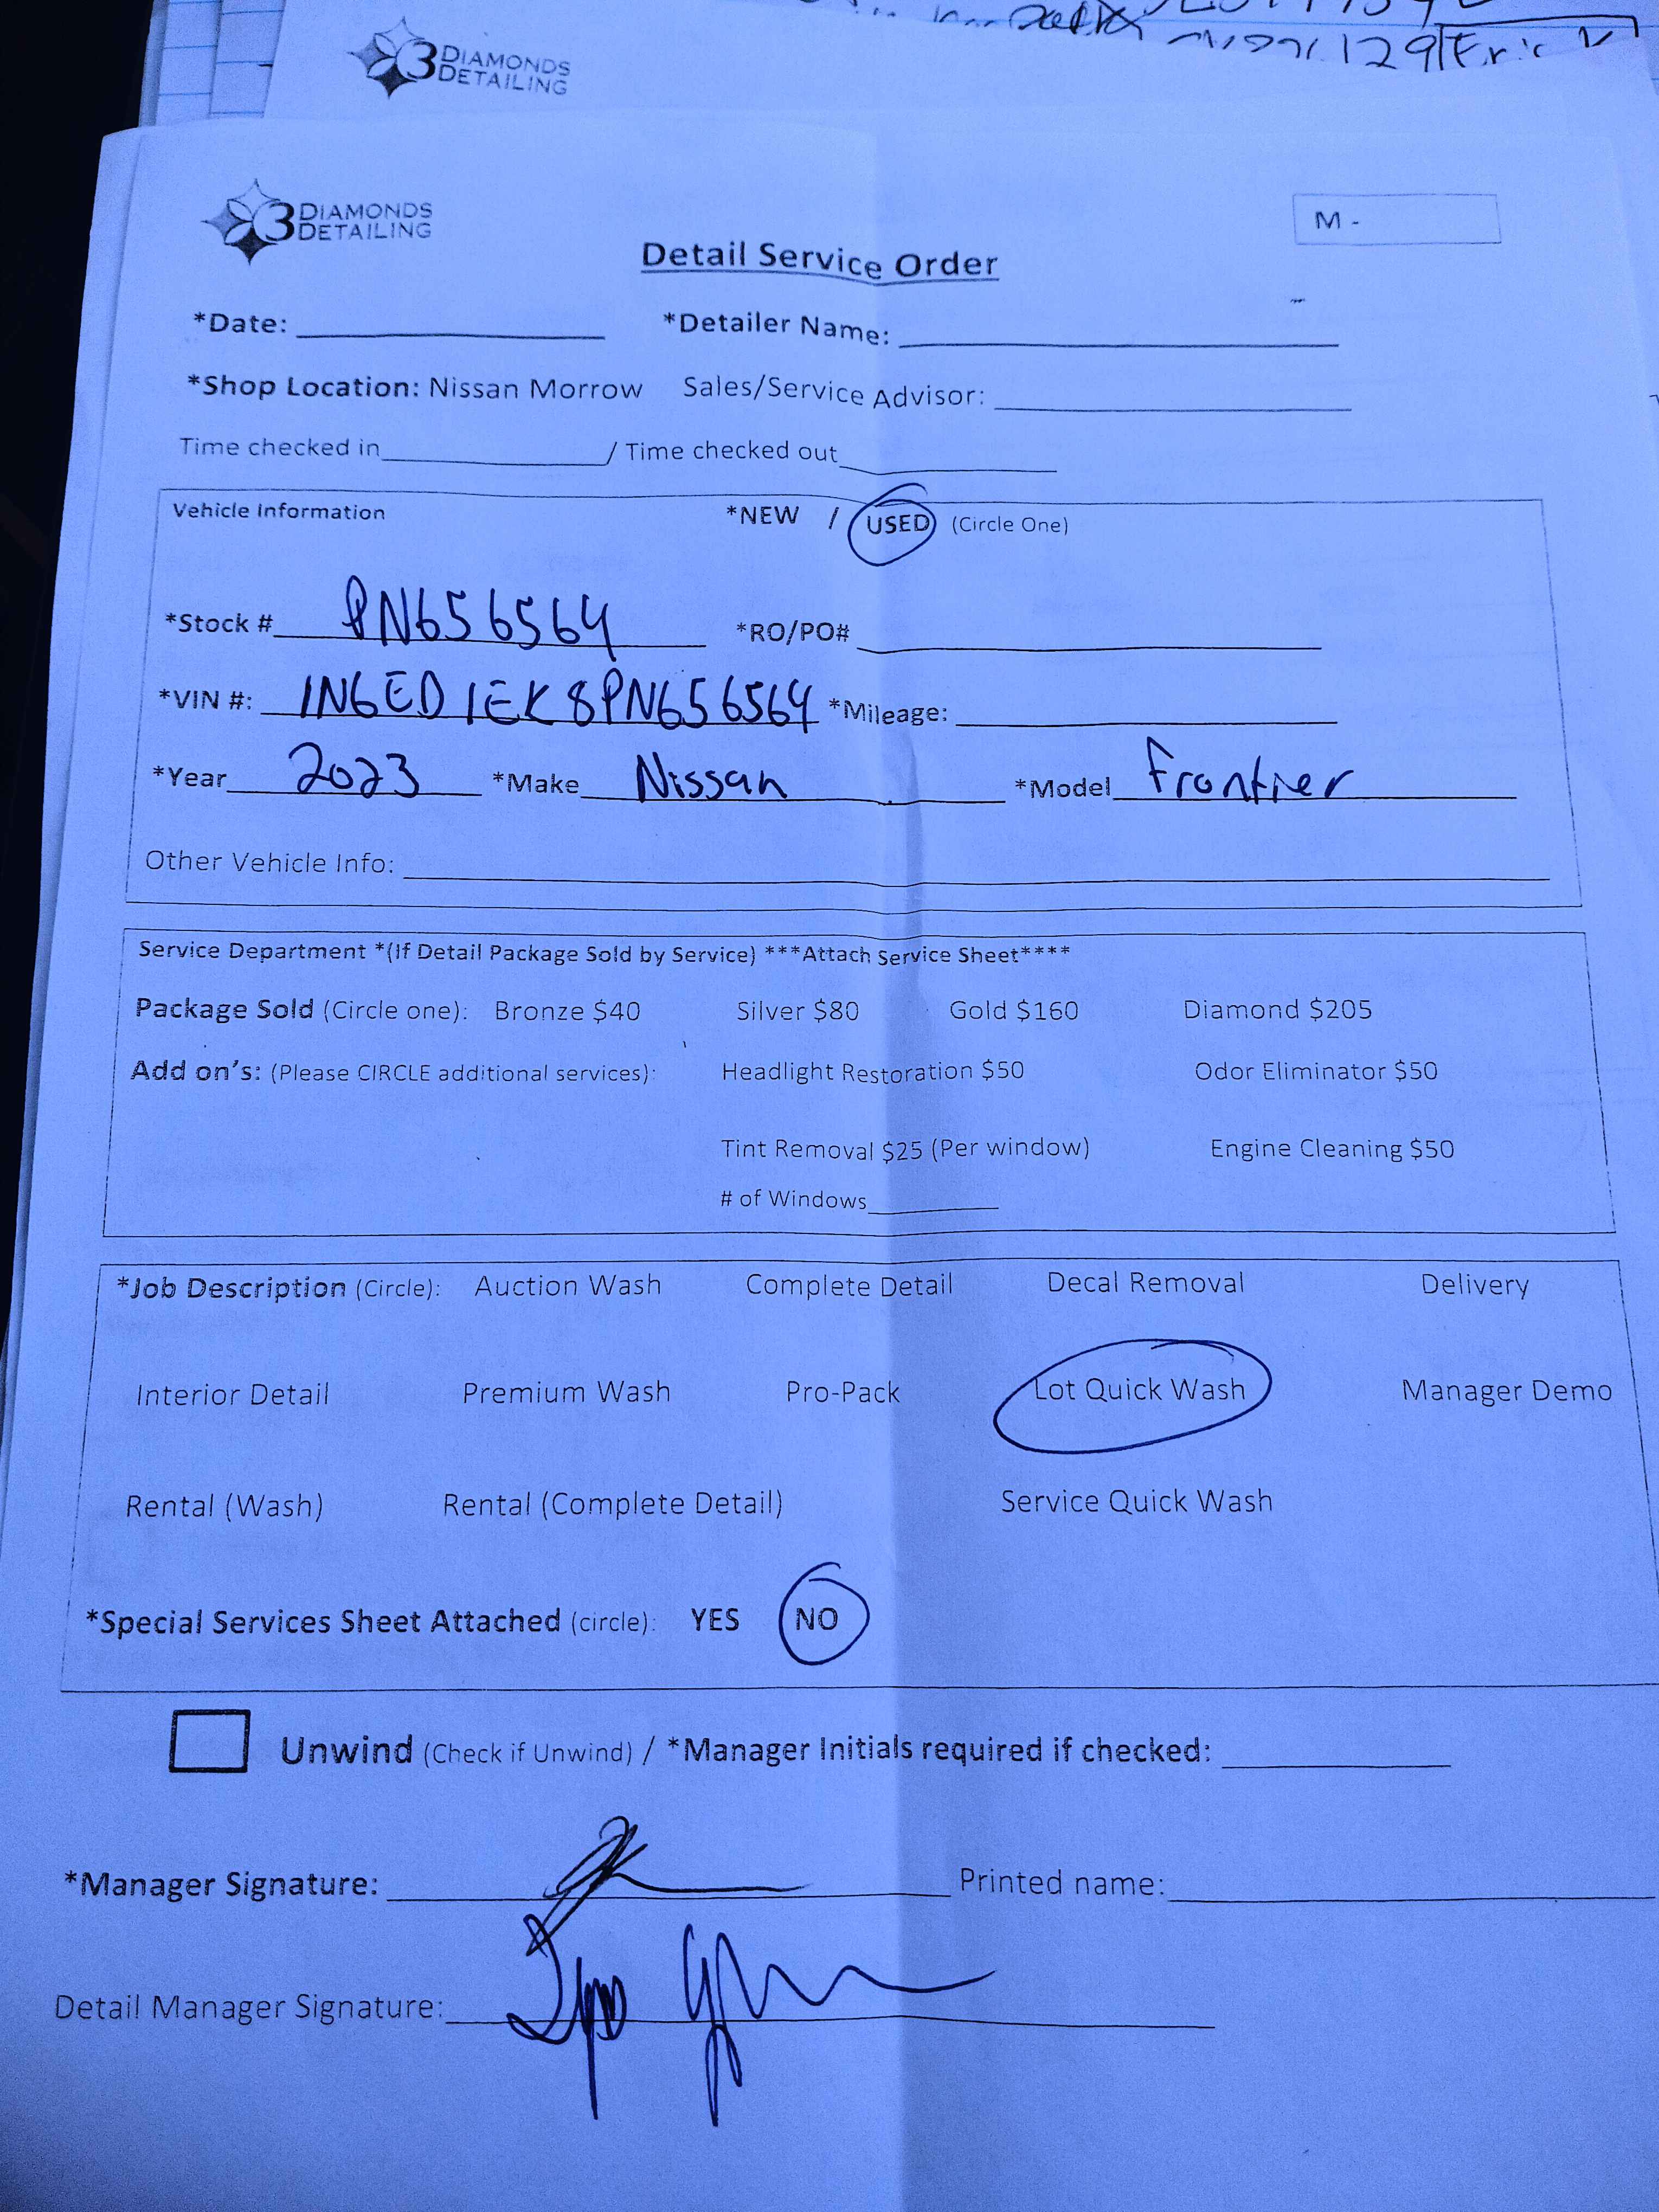 3 DIAMONDS
DETAILING
129 Eric
3 DIAMONDS
DETAILING
M -
Detail Service Order
*Date: *Detailer Name:
*Shop Location: Nissan Morrow Sales/Service Advisor:
Time checked in / Time checked out
Vehicle Information *NEW / USED (Circle One)
*Stock # PN656564 *RO/PO#
*VIN #: 1N6ED1EK8PN656564 *Mileage:
*Year 2023 *Make Nissan *Model Frontier
Other Vehicle Info:
Service Department *(If Detail Package Sold by Service) ***Attach Service Sheet****
Package Sold (Circle one): Bronze $40 Silver $80 Gold $160 Diamond $205
Add on's: (Please CIRCLE additional services): Headlight Restoration $50 Odor Eliminator $50
Tint Removal $25 (Per window) Engine Cleaning $50
# of Windows
*Job Description (Circle): Auction Wash Complete Detail Decal Removal Delivery
Interior Detail Premium Wash Pro-Pack Lot Quick Wash Manager Demo
Rental (Wash) Rental (Complete Detail) Service Quick Wash
*Special Services Sheet Attached (circle): YES NO
Unwind (Check if Unwind) / *Manager Initials required if checked:
*Manager Signature: Printed name:
Detail Manager Signature: